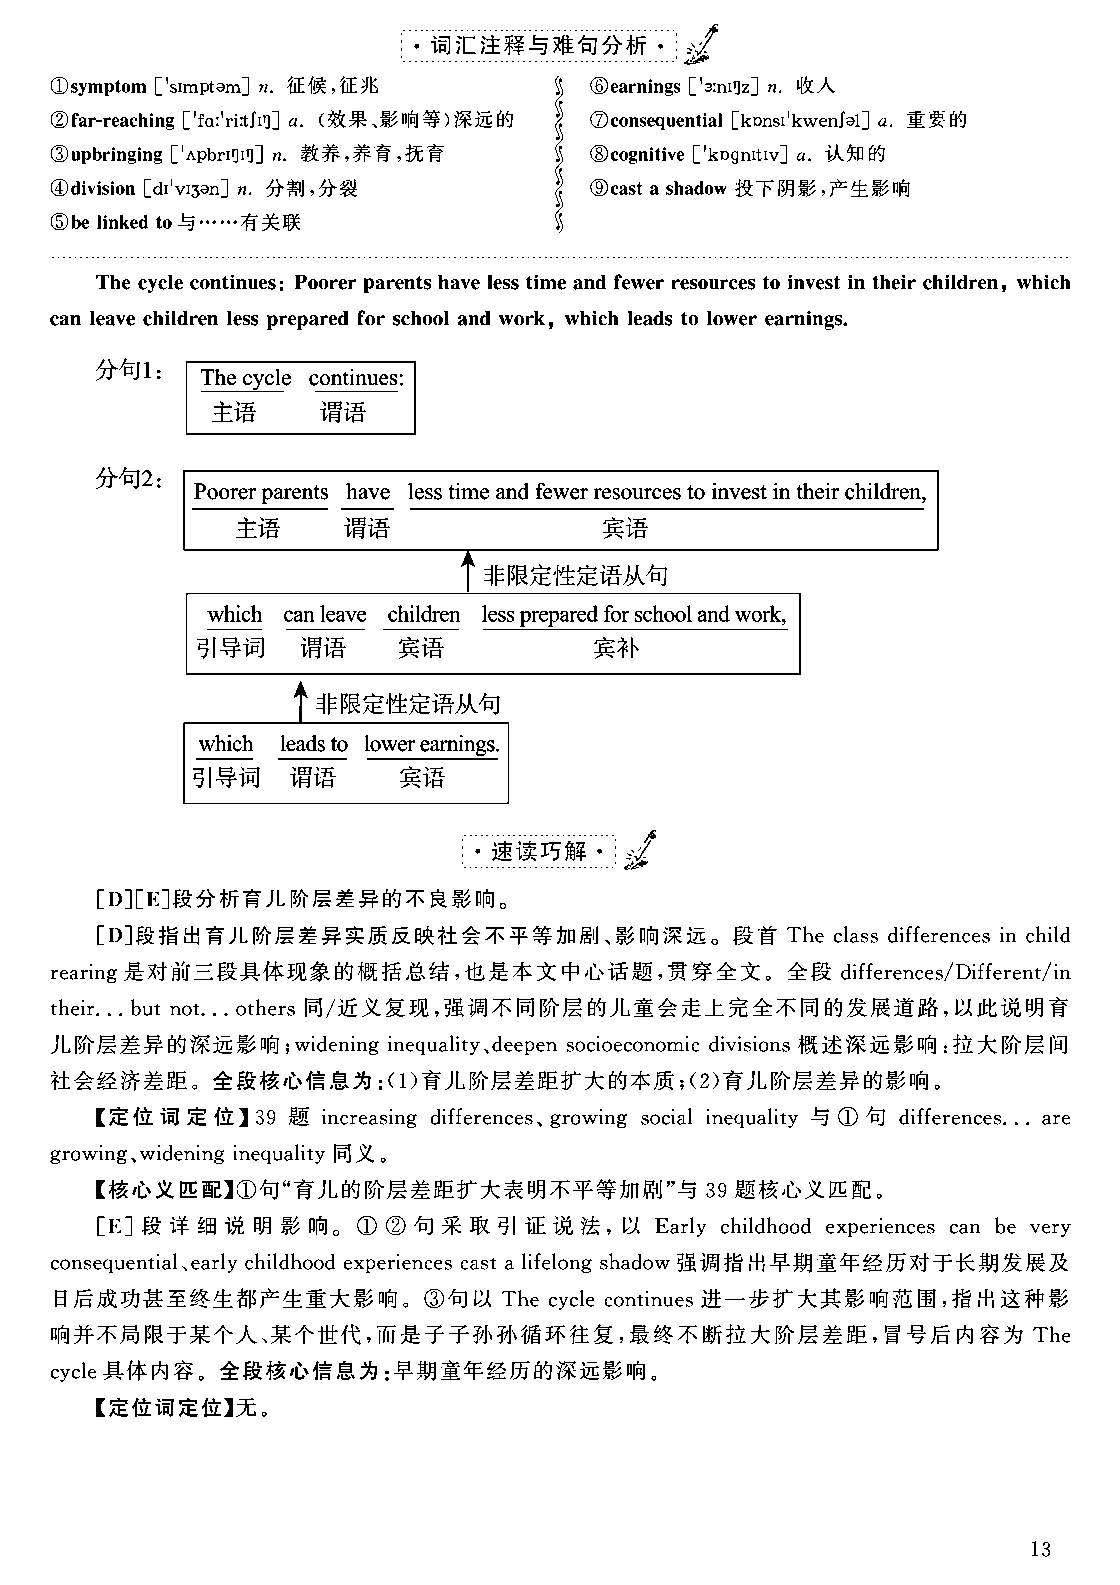 ·词汇注释与难句分析·
①symptom [ˈsɪmptəm] n. 征候,征兆
②far-reaching [ˈfɑːˈriːtʃɪŋ] a. (效果、影响等)深远的
③upbringing [ˈʌpbrɪŋɪŋ] n. 教养,养育,抚育
④division [dɪˈvɪʒən] n. 分割,分裂
⑤be linked to 与……有关联
⑥earnings [ˈɜːnɪŋz] n. 收人
⑦consequential [kɒnsɪˈkwenʃəl] a. 重要的
⑧cognitive [ˈkɒgnɪtɪv] a. 认知的
⑨cast a shadow 投下阴影,产生影响
The cycle continues: Poorer parents have less time and fewer resources to invest in their children, which
can leave children less prepared for school and work, which leads to lower earnings.
分句1:
The cycle continues:
主语 谓语
分句2:
Poorer parents have less time and fewer resources to invest in their children,
主语 谓语 宾语
非限定性定语从句
which can leave children less prepared for school and work,
引导词 谓语 宾语 宾补
非限定性定语从句
which leads to lower earnings.
引导词 谓语 宾语
·速读巧解·
[D][E]段分析育儿阶层差异的不良影响。
[D]段指出育儿阶层差异实质反映社会不平等加剧、影响深远。段首 The class differences in child
rearing 是对前三段具体现象的概括总结,也是本文中心话题,贯穿全文。全段 differences/Different/in
their... but not... others 同/近义复现,强调不同阶层的儿童会走上完全不同的发展道路,以此说明育
儿阶层差异的深远影响;widening inequality、deepen socioeconomic divisions 概述深远影响:拉大阶层间
社会经济差距。全段核心信息为:(1)育儿阶层差距扩大的本质;(2)育儿阶层差异的影响。
【定位词定位】39 题 increasing differences、growing social inequality 与①句 differences... are
growing、widening inequality 同义。
【核心义匹配】①句“育儿的阶层差距扩大表明不平等加剧”与 39 题核心义匹配。
[E]段详细说明影响。①②句采取引证说法,以 Early childhood experiences can be very
consequential、early childhood experiences cast a lifelong shadow 强调指出早期童年经历对于长期发展及
日后成功甚至终生都产生重大影响。③句以 The cycle continues 进一步扩大其影响范围,指出这种影
响并不局限于某个人、某个世代,而是子子孙孙循环往复,最终不断拉大阶层差距,冒号后内容为 The
cycle 具体内容。全段核心信息为:早期童年经历的深远影响。
【定位词定位】无。
13